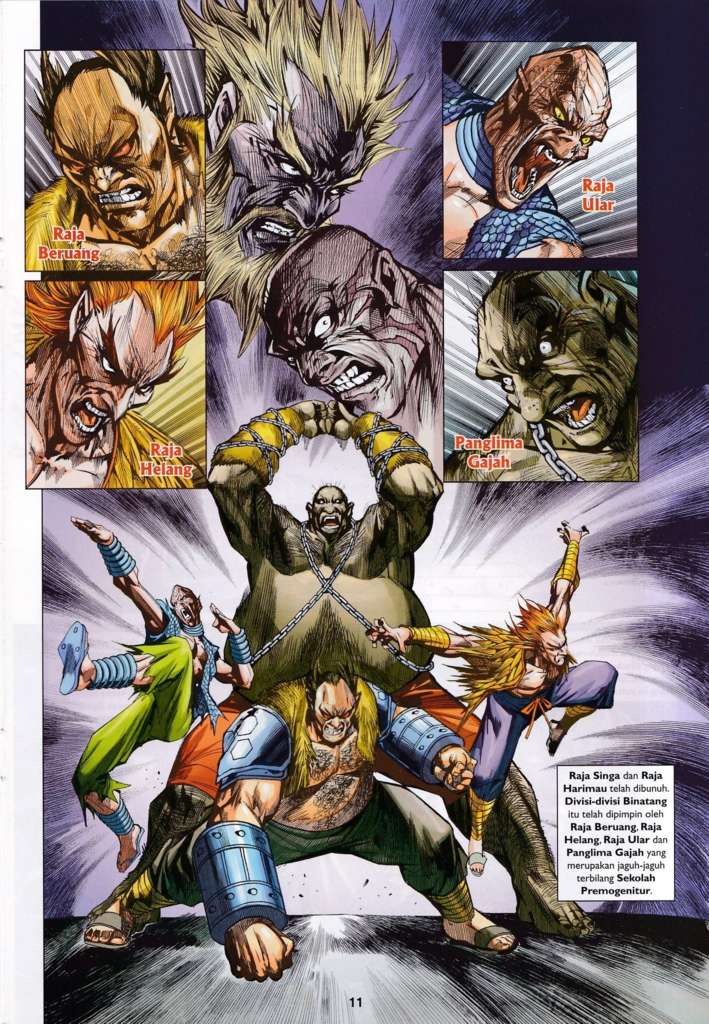 Raja
Beruang
Raja
Ular
Raja
Helang
Panglima
Gajah
Raja Singa dan Raja
Harimau telah dibunuh.
Divisi-divisi Binatang
itu telah dipimpin oleh
Raja Beruang, Raja
Helang, Raja Ular dan
Panglima Gajah yang
merupakan jaguh-jaguh
terbilang Sekolah
Premogenitur.
11